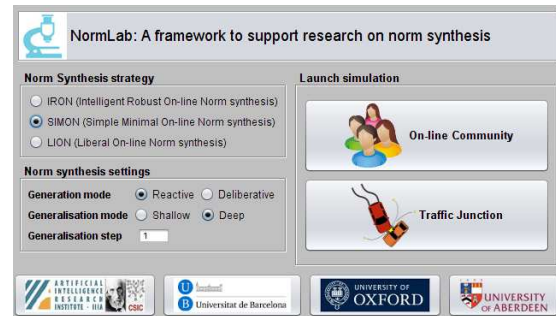 NormLab: A framework to support research on norm synthesis
Norm Synthesis strategy
IRON (Intelligent Robust On-line Norm synthesis)
SIMON (Simple Minimal On-line Norm synthesis)
LION (Liberal On-line Norm synthesis)
Norm synthesis settings
Generation mode Reactive Deliberative
Generalisation mode Shallow Deep
Generalisation step 1
Launch simulation
On-line Community
Traffic Junction
ARTIFICIAL
INTELLIGENCE
RESEARCH
INSTITUTE - IIIA
CSIC
U
B
Universitat de Barcelona
UNIVERSITY OF
OXFORD
UNIVERSITY
OF ABERDEEN